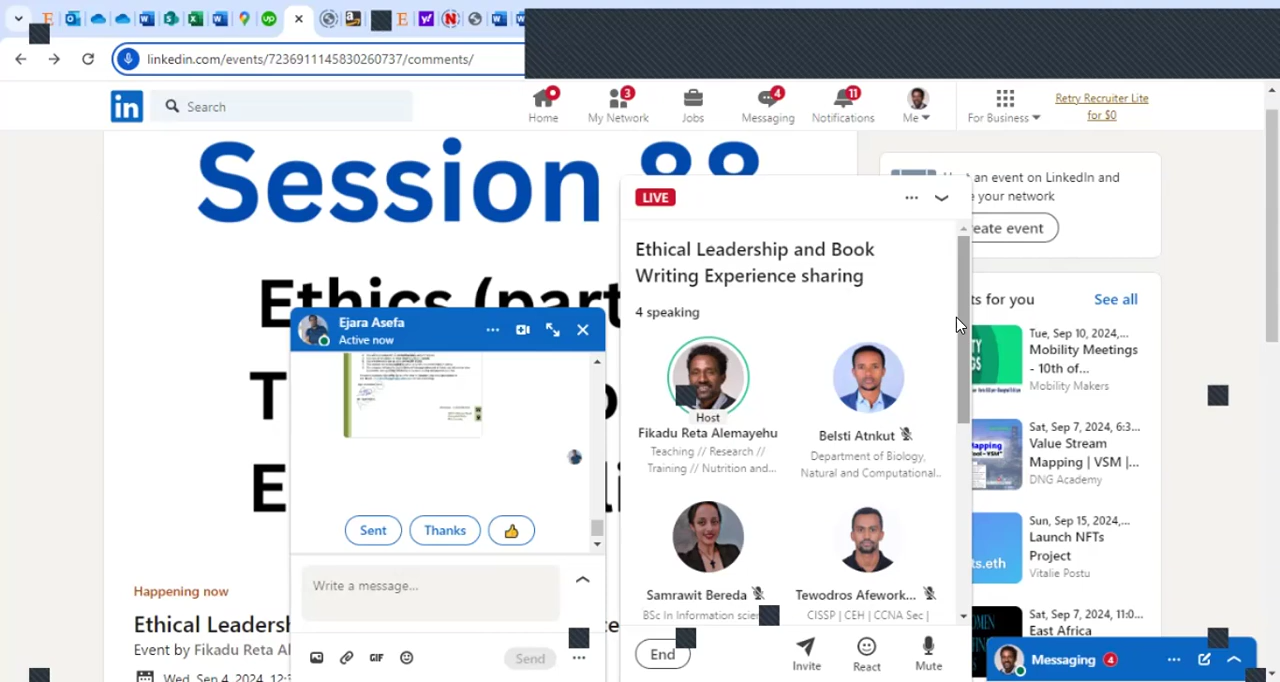 linkedin.com/events/7236911145830260737/comments/
in
Search
Home
3
My Network
Jobs
4
Messaging
11
Notifications
Me
For Business
Retry Recruiter Lite
for $0
Session
Ethics (part
T
E
Happening now
Ethical Leadersh
Event by Fikadu Reta Al
Wed, Sep 4, 2024, 12:3
Ejara Asefa
Active now
Sent
Thanks
Write a message...
GIF
Send
LIVE
Ethical Leadership and Book
Writing Experience sharing
4 speaking
Host
Fikadu Reta Alemayehu
Teaching // Research //
Training // Nutrition and...
Belsti Atnkut
Department of Biology,
Natural and Computational..
Samrawit Bereda
BSc In Information scie
Tewodros Afework...
CISSP | CEH | CCNA Sec |
End
Invite
React
Mute
an event on LinkedIn and
e your network
eate event
ts for you
See all
Tue, Sep 10, 2024,...
Mobility Meetings
- 10th of...
Mobility Makers
Sat, Sep 7, 2024, 6:3...
Value Stream
Mapping | VSM |...
DNG Academy
Sun, Sep 15, 2024,...
Launch NFTs
Project
Vitalie Postu
Sat, Sep 7, 2024, 11:0...
East Africa
Messaging
4